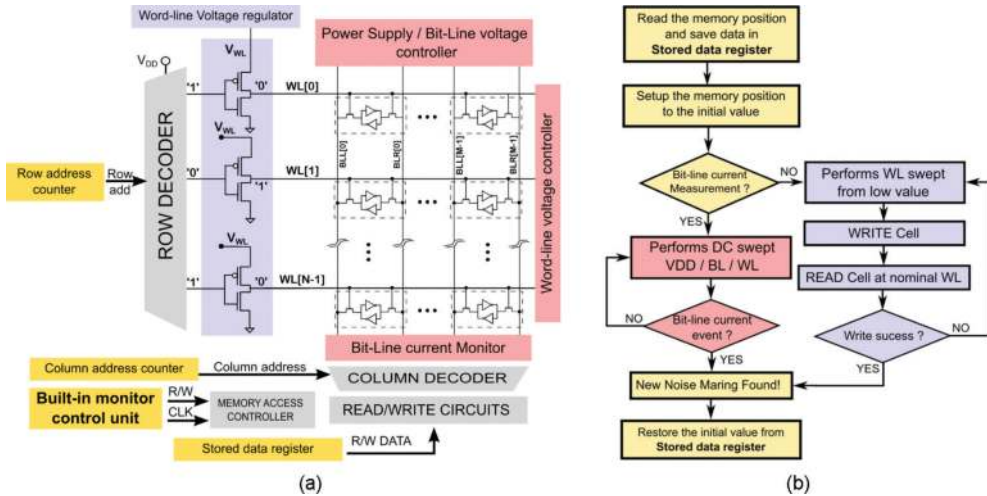 Word-line Voltage regulator
Power Supply / Bit-Line voltage
controller
VWL
VDD
'1'
'0'
WL[0]
BLL[0]
BLR[0]
BLL[M-1]
BLR[M-1]
VWL
'0'
'1'
WL[1]
VWL
'1'
'0'
WL[N-1]
ROW DECODER
Row address
counter
Row
add
Word-line voltage controller
Bit-Line current Monitor
Column address counter
Column address
COLUMN DECODER
Built-in monitor
control unit
R/W
CLK
MEMORY ACCESS
CONTROLLER
READ/WRITE CIRCUITS
Stored data register
R/W DATA
(a)
Read the memory position
and save data in
Stored data register
Setup the memory position
to the initial value
Bit-line current
Measurement ?
NO
YES
Performs WL swept
from low value
WRITE Cell
READ Cell at nominal WL
Write sucess ?
NO
YES
Performs DC swept
VDD / BL / WL
Bit-line current
event ?
NO
YES
New Noise Maring Found!
Restore the initial value from
Stored data register
(b)